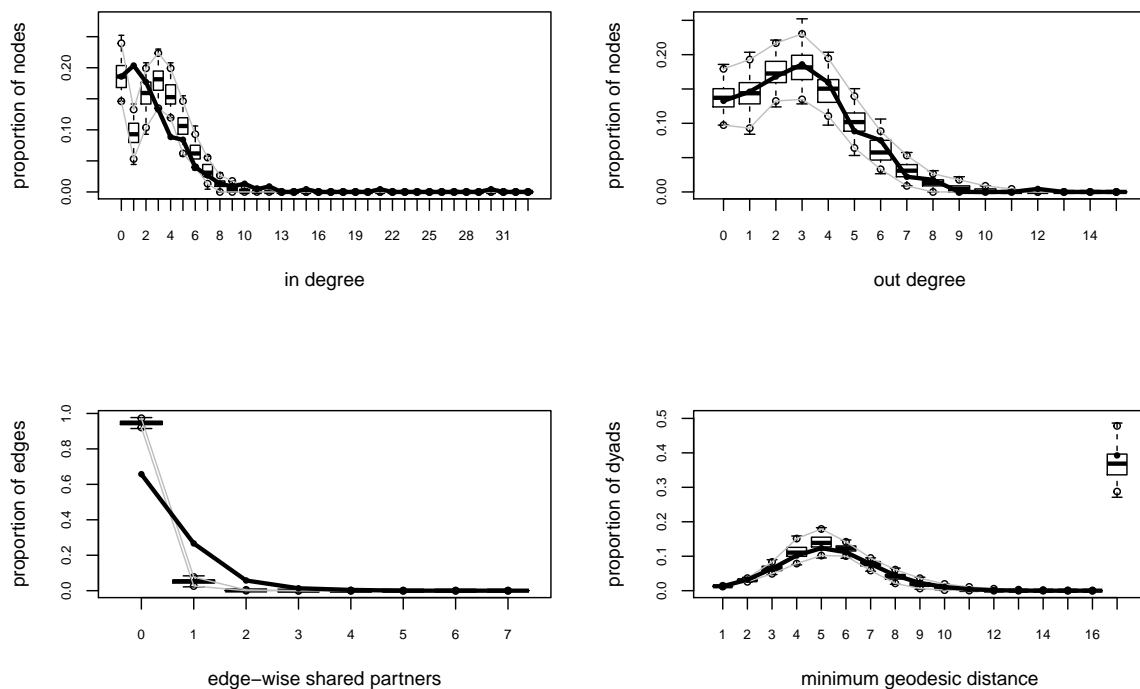 proportion of nodes
0.00 0.10 0.20
0 2 4 6 8 10 13 16 19 22 25 28 31
in degree
proportion of nodes
0.00 0.10 0.20
0 1 2 3 4 5 6 7 8 9 10 12 14
out degree
proportion of edges
0.0 0.2 0.4 0.6 0.8 1.0
0 1 2 3 4 5 6 7
edge−wise shared partners
proportion of dyads
0.0 0.1 0.2 0.3 0.4 0.5
1 2 3 4 5 6 7 8 9 10 12 14 16
minimum geodesic distance